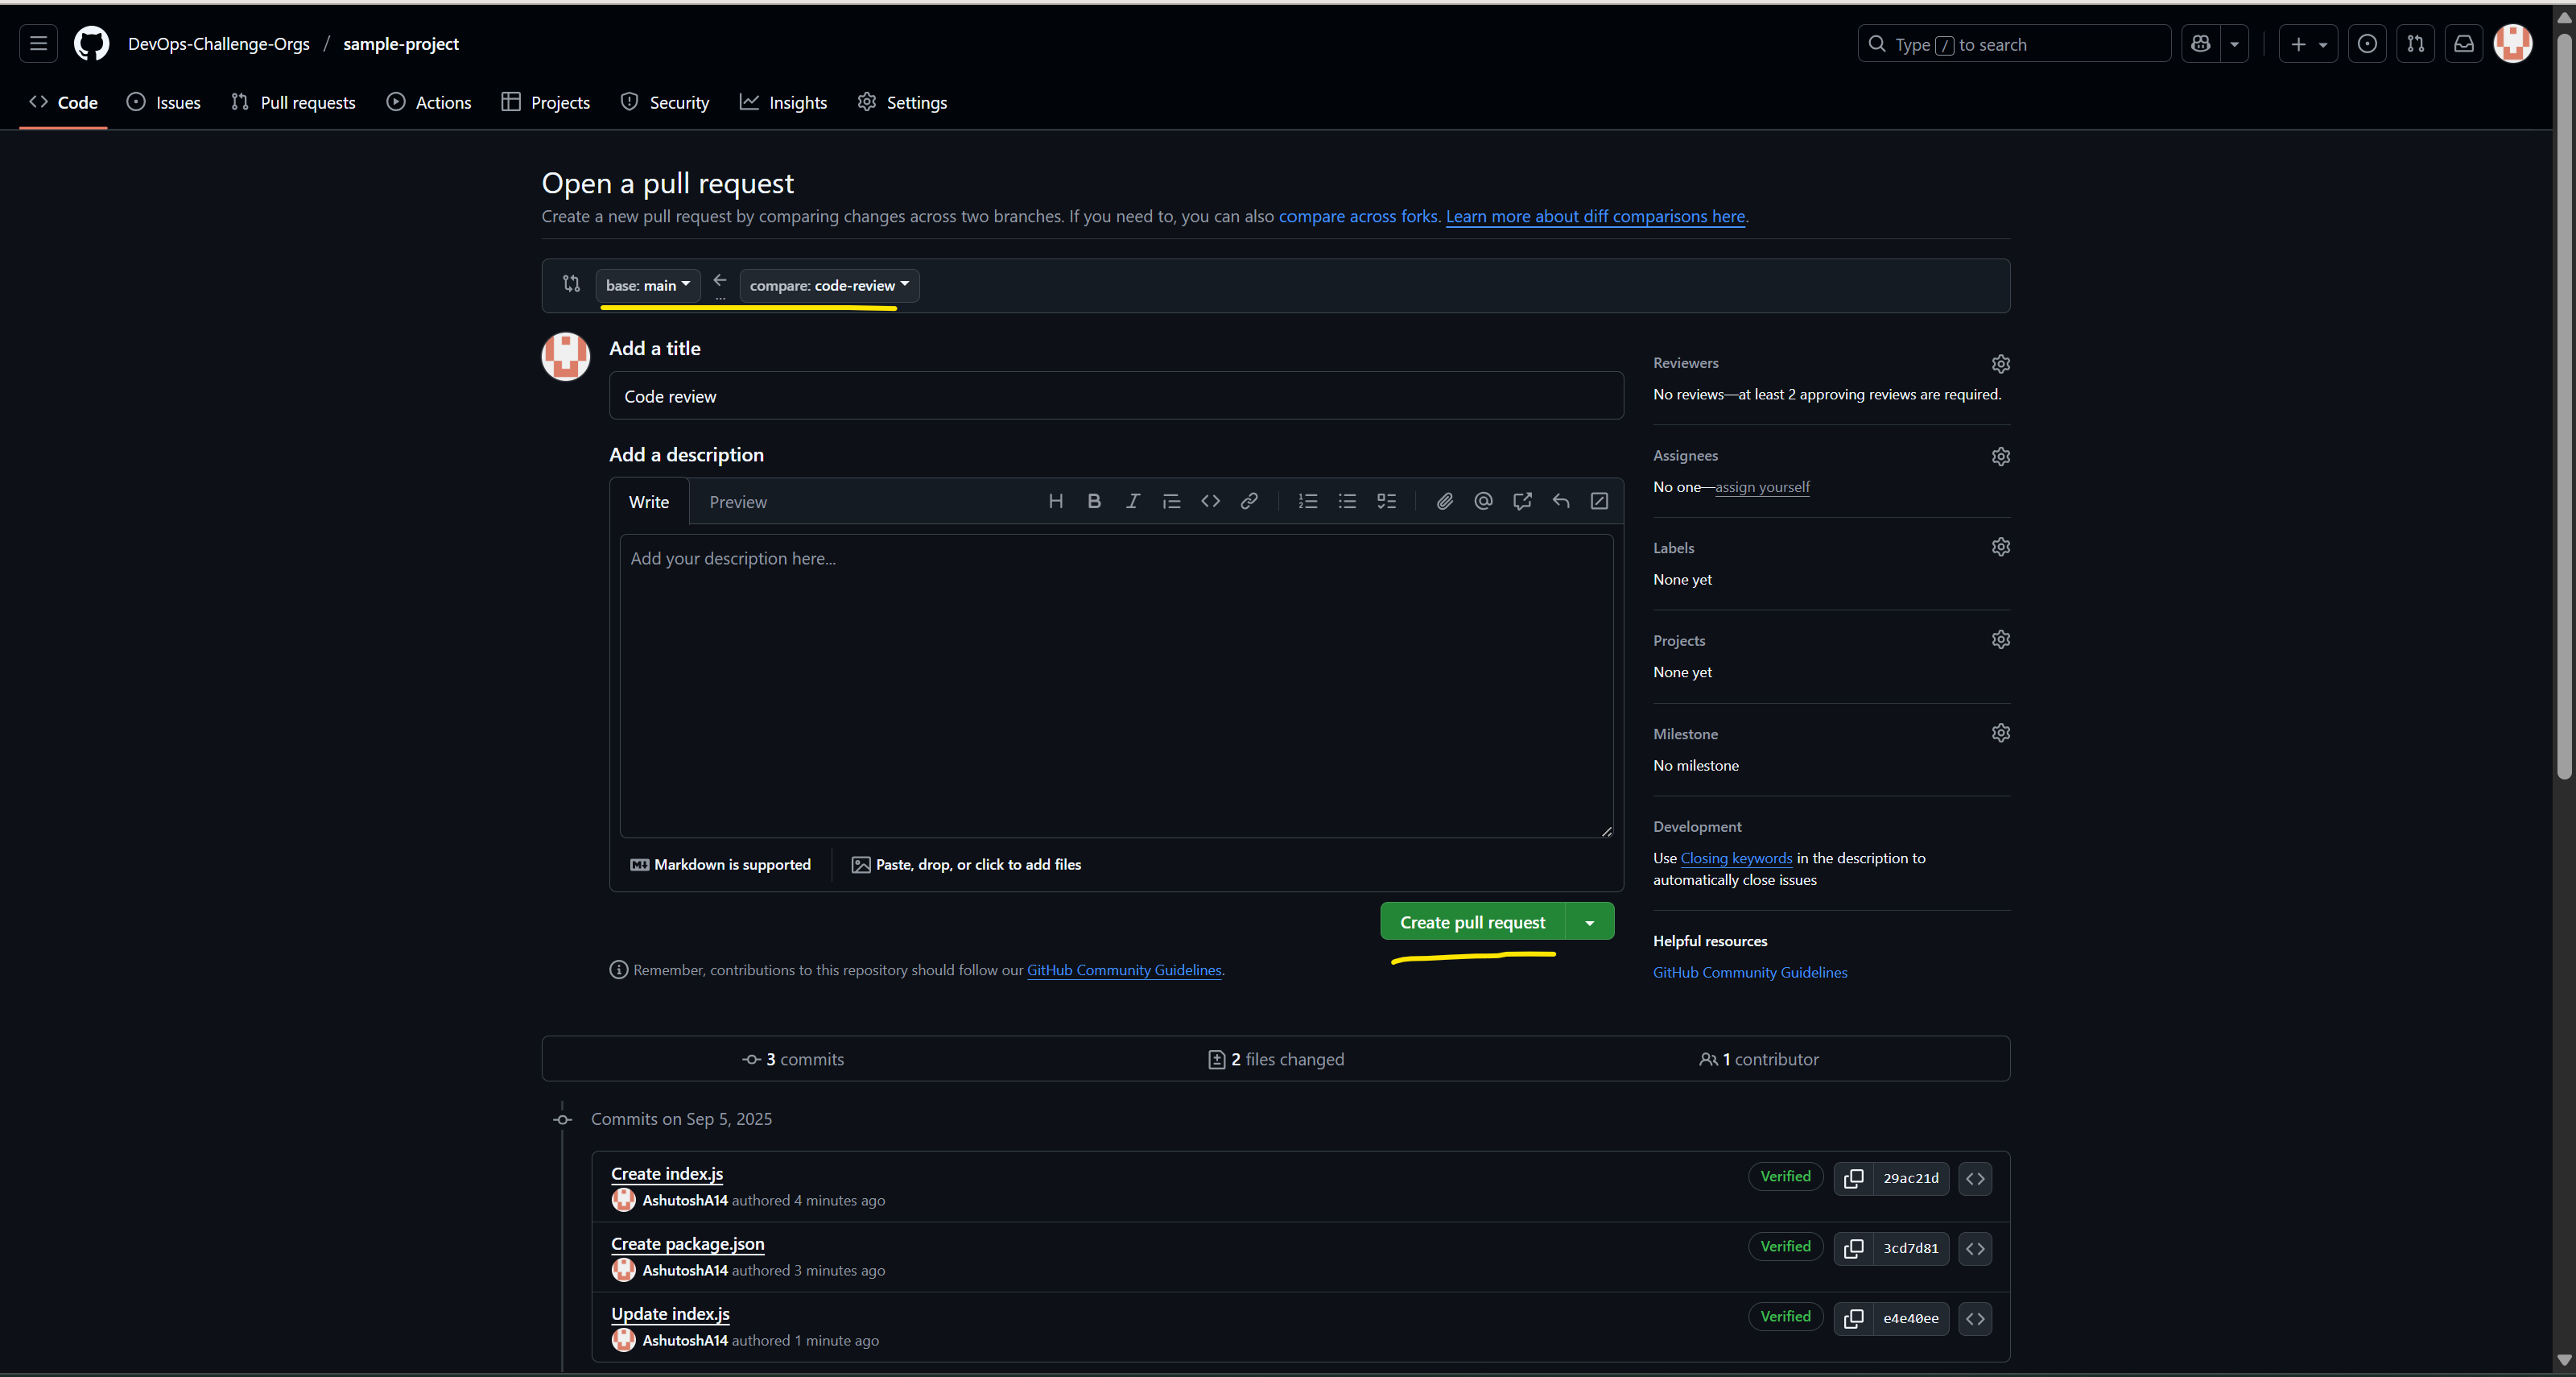 DevOps-Challenge-Orgs / sample-project
Type / to search
Code Issues Pull requests Actions Projects Security Insights Settings
Open a pull request
Create a new pull request by comparing changes across two branches. If you need to, you can also compare across forks. Learn more about diff comparisons here.
base: main compare: code-review
...
Add a title
Code review
Add a description
Write Preview
Add your description here...
Markdown is supported Paste, drop, or click to add files
Create pull request
Remember, contributions to this repository should follow our GitHub Community Guidelines.
Reviewers
No reviews—at least 2 approving reviews are required.
Assignees
No one—assign yourself
Labels
None yet
Projects
None yet
Milestone
No milestone
Development
Use Closing keywords in the description to
automatically close issues
Helpful resources
GitHub Community Guidelines
3 commits 2 files changed 1 contributor
Commits on Sep 5, 2025
Create index.js
AshutoshA14 authored 4 minutes ago
Verified 29ac21d
Create package.json
AshutoshA14 authored 3 minutes ago
Verified 3cd7d81
Update index.js
AshutoshA14 authored 1 minute ago
Verified e4e40ee